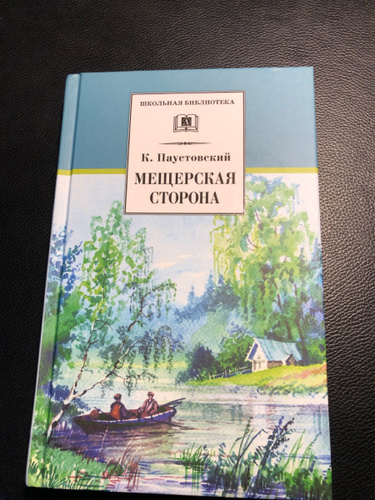 ШКОЛЬНАЯ БИБЛИОТЕКА
К. Паустовский
МЕЩЕРСКАЯ
СТОРОНА